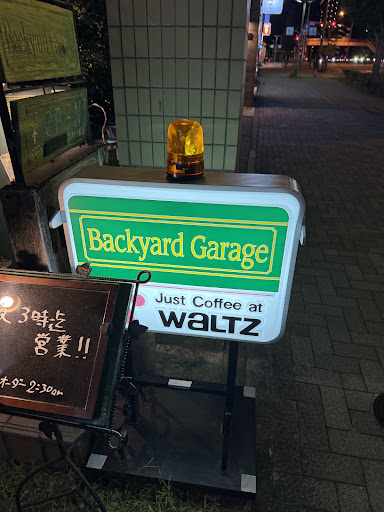 Backyard Garage
Just Coffee at
WALTZ
3時迄
営業!!
オーダー 2:30am